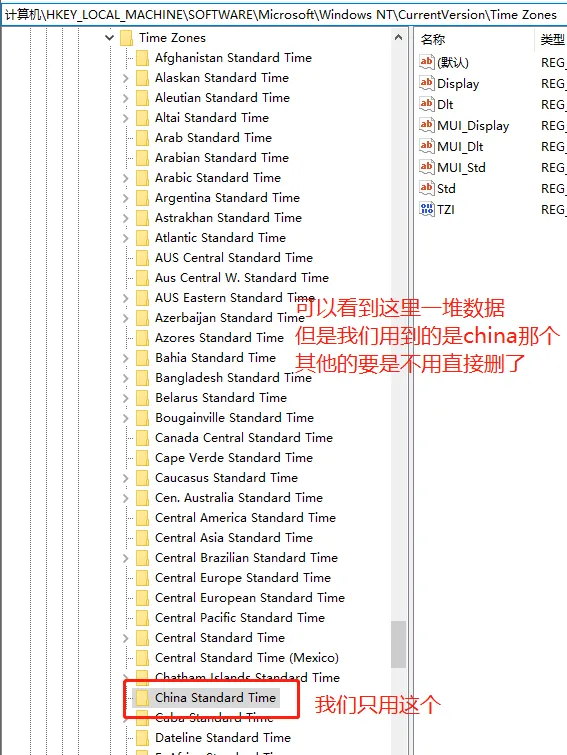 计算机\HKEY_LOCAL_MACHINE\SOFTWARE\Microsoft\Windows NT\CurrentVersion\Time Zones
Time Zones
Afghanistan Standard Time
Alaskan Standard Time
Aleutian Standard Time
Altai Standard Time
Arab Standard Time
Arabian Standard Time
Arabic Standard Time
Argentina Standard Time
Astrakhan Standard Time
Atlantic Standard Time
AUS Central Standard Time
Aus Central W. Standard Time
AUS Eastern Standard Time
Azerbaijan Standard Time
Azores Standard Time
Bahia Standard Time
Bangladesh Standard Time
Belarus Standard Time
Bougainville Standard Time
Canada Central Standard Time
Cape Verde Standard Time
Caucasus Standard Time
Cen. Australia Standard Time
Central America Standard Time
Central Asia Standard Time
Central Brazilian Standard Time
Central Europe Standard Time
Central European Standard Time
Central Pacific Standard Time
Central Standard Time
Central Standard Time (Mexico)
Chatham Islands Standard Time
China Standard Time
Cuba Standard Time
Dateline Standard Time
名称 类型
(默认) REG_
Display REG_
Dlt REG_
MUI_Display REG_
MUI_Dlt REG_
MUI_Std REG_
Std REG_
TZI REG_
可以看到这里一堆数据
但是我们用到的是china那个
其他的要是不用直接删了
我们只用这个